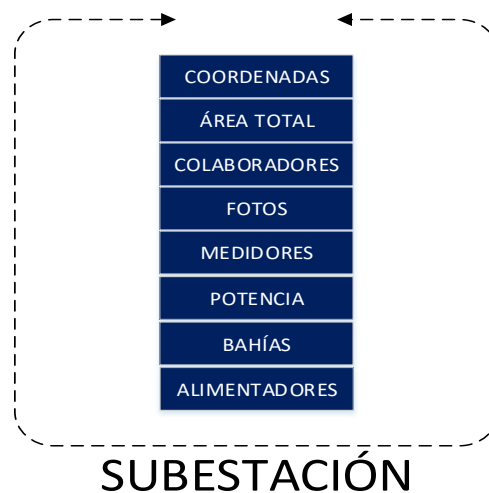 COORDENADAS
ÁREA TOTAL
COLABORADORES
FOTOS
MEDIDORES
POTENCIA
BAHÍAS
ALIMENTADORES
SUBESTACIÓN